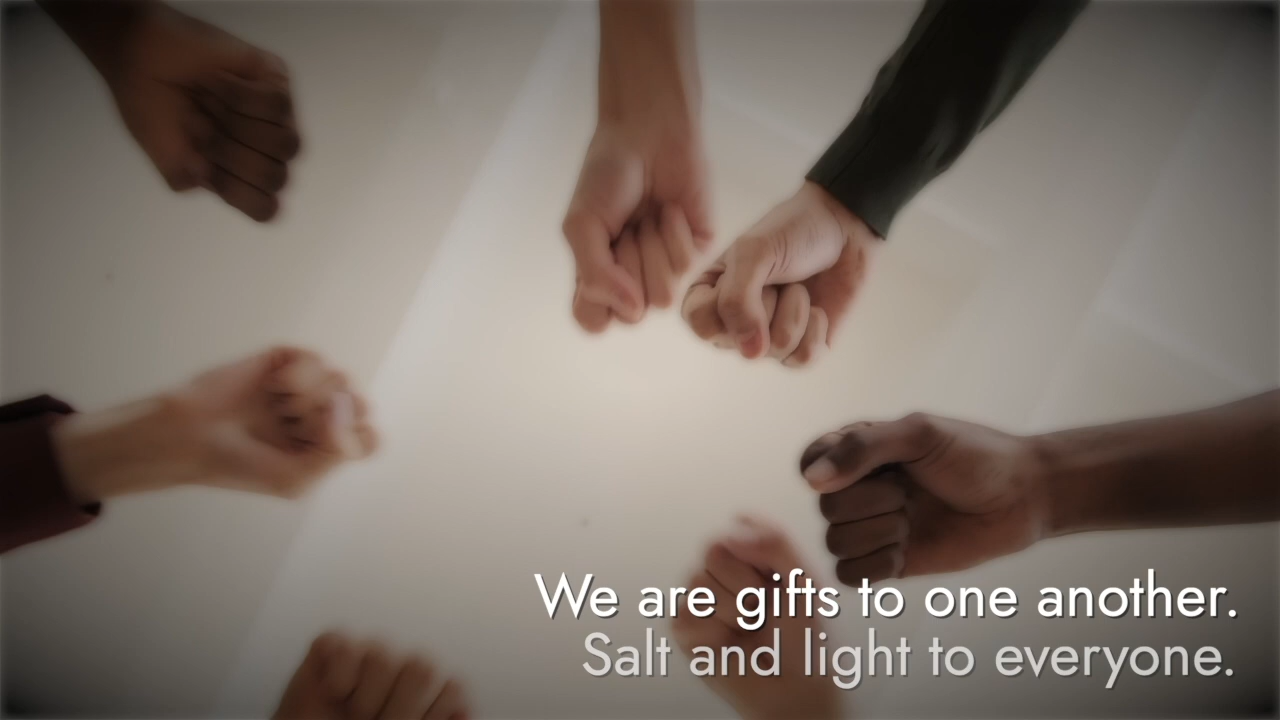 We are gifts to one another.
Salt and light to everyone.